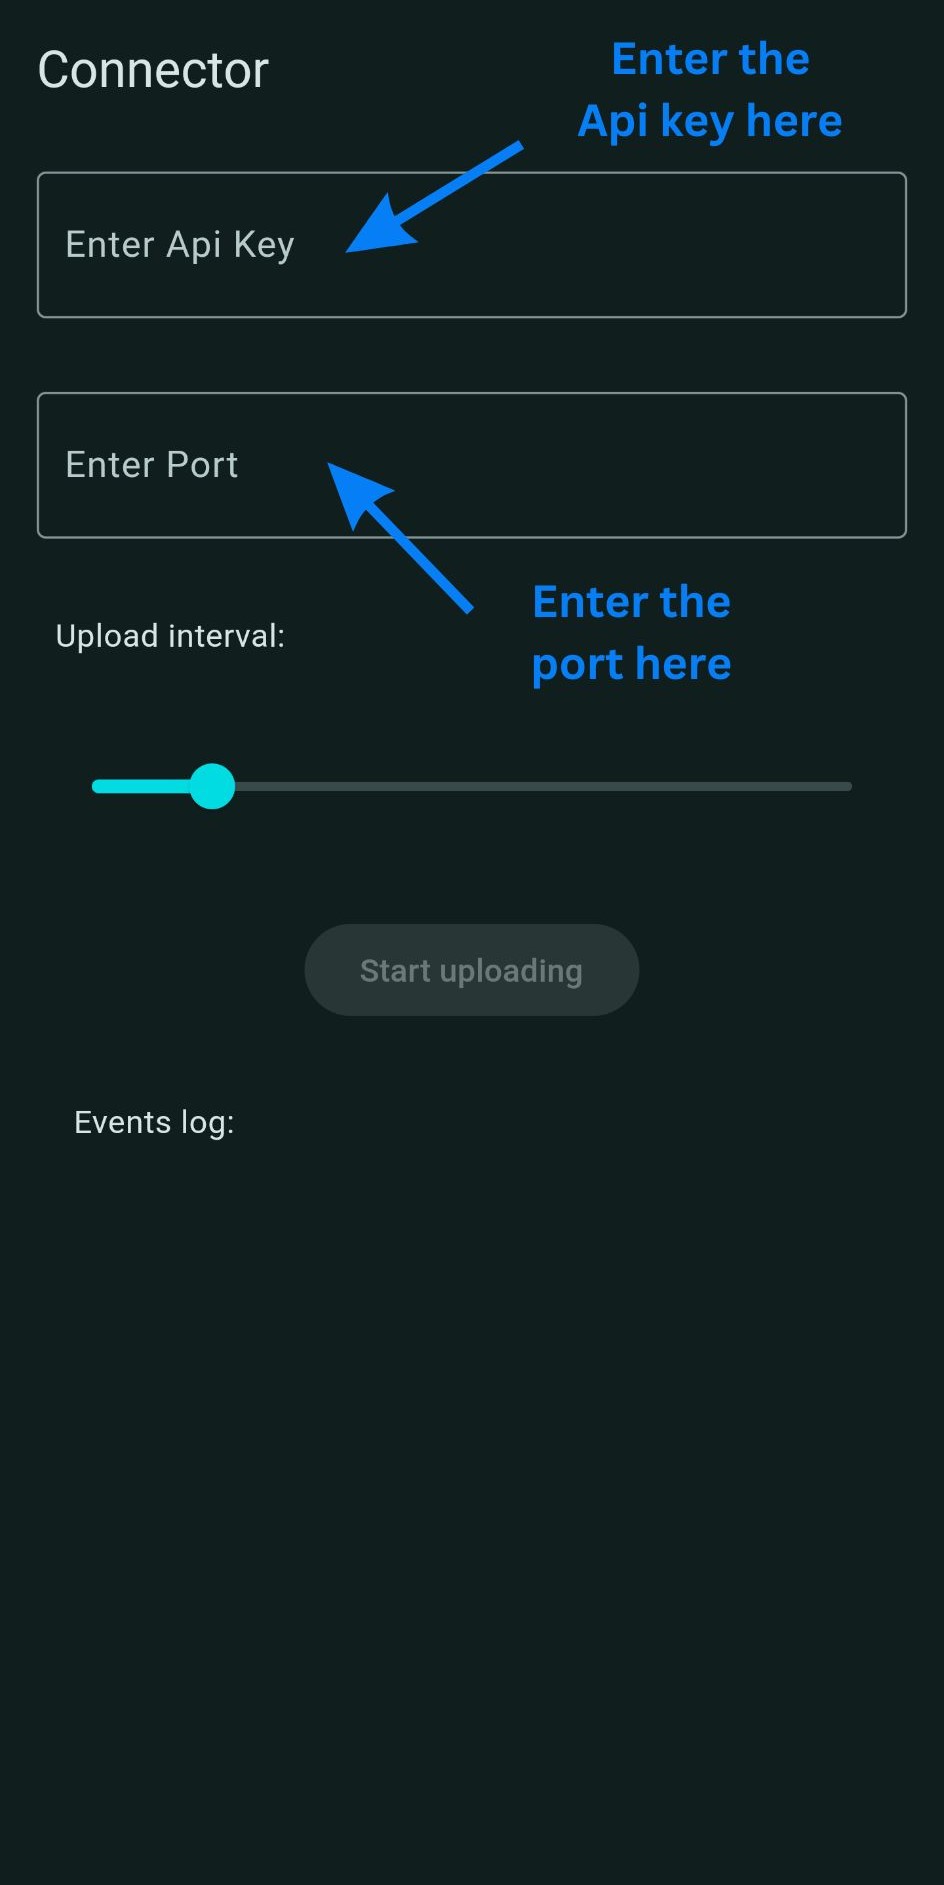 Connector
Enter the
Api key here
Enter Api Key
Enter Port
Enter the
port here
Upload interval:
Start uploading
Events log: